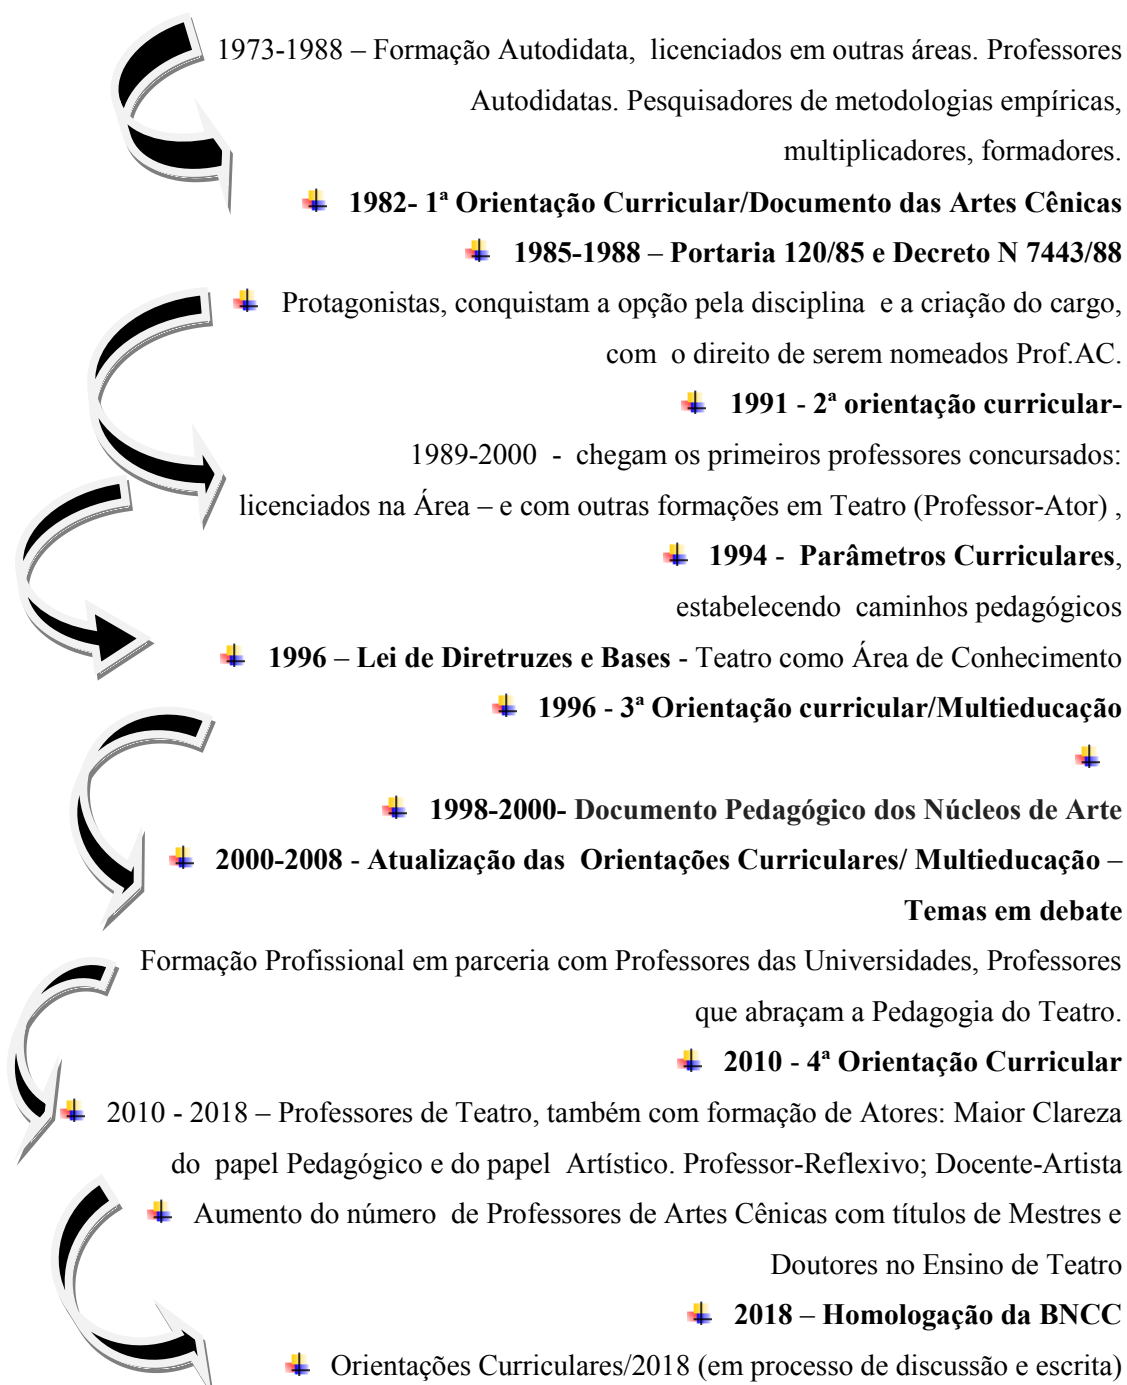 1973-1988 – Formação Autodidata, licenciados em outras áreas. Professores
Autodidatas. Pesquisadores de metodologias empíricas,
multiplicadores, formadores.
1982- 1ª Orientação Curricular/Documento das Artes Cênicas
1985-1988 – Portaria 120/85 e Decreto N 7443/88
Protagonistas, conquistam a opção pela disciplina e a criação do cargo,
com o direito de serem nomeados Prof.AC.
1991 - 2ª orientação curricular-
1989-2000 - chegam os primeiros professores concursados:
licenciados na Área – e com outras formações em Teatro (Professor-Ator) ,
1994 - Parâmetros Curriculares,
estabelecendo caminhos pedagógicos
1996 – Lei de Diretruzes e Bases - Teatro como Área de Conhecimento
1996 - 3ª Orientação curricular/Multieducação
1998-2000- Documento Pedagógico dos Núcleos de Arte
2000-2008 - Atualização das Orientações Curriculares/ Multieducação –
Temas em debate
Formação Profissional em parceria com Professores das Universidades, Professores
que abraçam a Pedagogia do Teatro.
2010 - 4ª Orientação Curricular
2010 - 2018 – Professores de Teatro, também com formação de Atores: Maior Clareza
do papel Pedagógico e do papel Artístico. Professor-Reflexivo; Docente-Artista
Aumento do número de Professores de Artes Cênicas com títulos de Mestres e
Doutores no Ensino de Teatro
2018 – Homologação da BNCC
Orientações Curriculares/2018 (em processo de discussão e escrita)